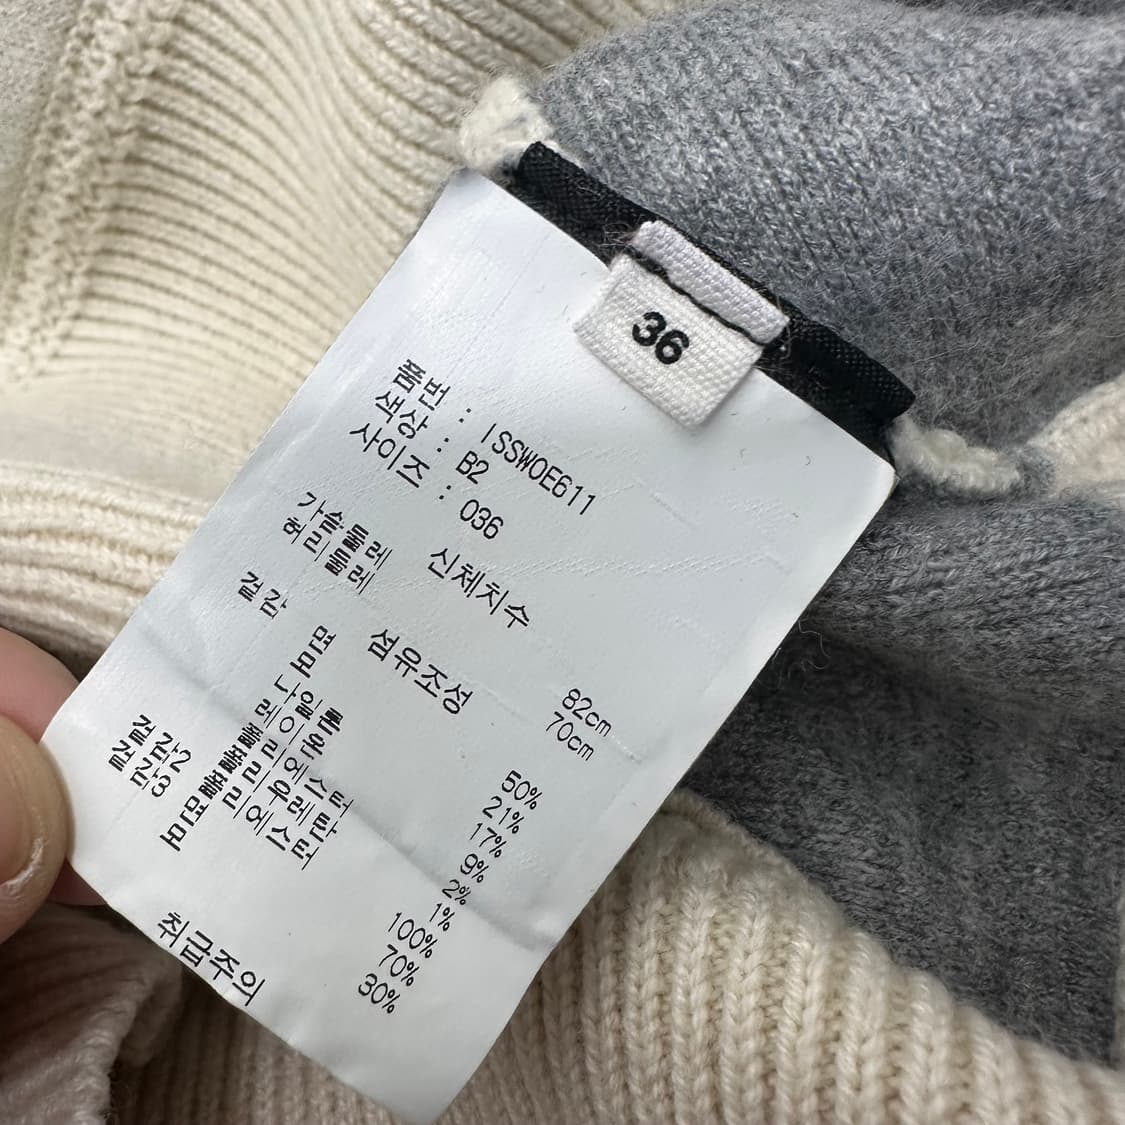 36
품번 : ISSWOE611
색상 : B2
사이즈 : 036
신체치수
가슴둘레 82cm
허리둘레 70cm
섬유조성
겉감 면 50%
모 21%
나일론 17%
레이온 9%
폴리에스터 2%
폴리우레탄 1%
겉감2 폴리에스터 100%
겉감3 면 70%
모 30%
취급주의